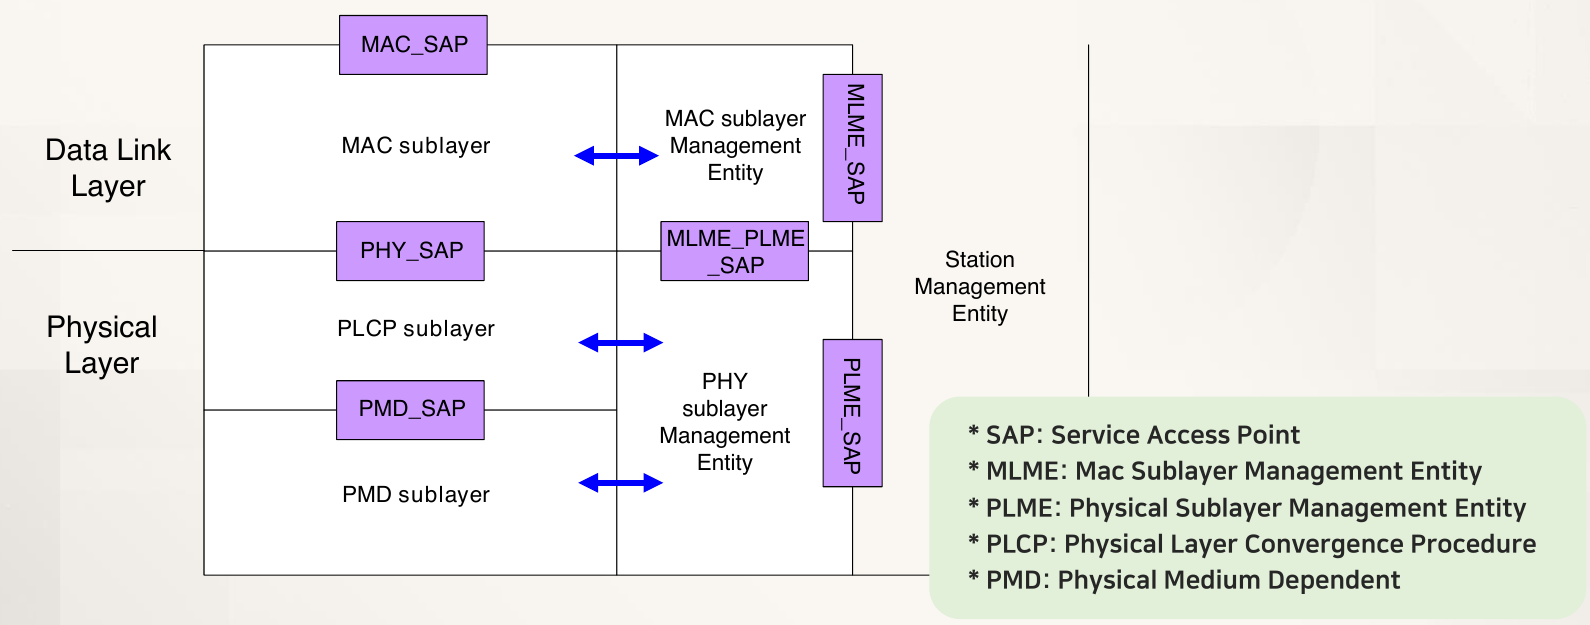 MAC_SAP
Data Link
Layer
MAC sublayer
MAC sublayer
Management
Entity
MLME_SAP
PHY_SAP
MLME_PLME
_SAP
Station
Management
Entity
Physical
Layer
PLCP sublayer
PMD_SAP
PHY
sublayer
Management
Entity
PLME_SAP
PMD sublayer
* SAP: Service Access Point
* MLME: Mac Sublayer Management Entity
* PLME: Physical Sublayer Management Entity
* PLCP: Physical Layer Convergence Procedure
* PMD: Physical Medium Dependent